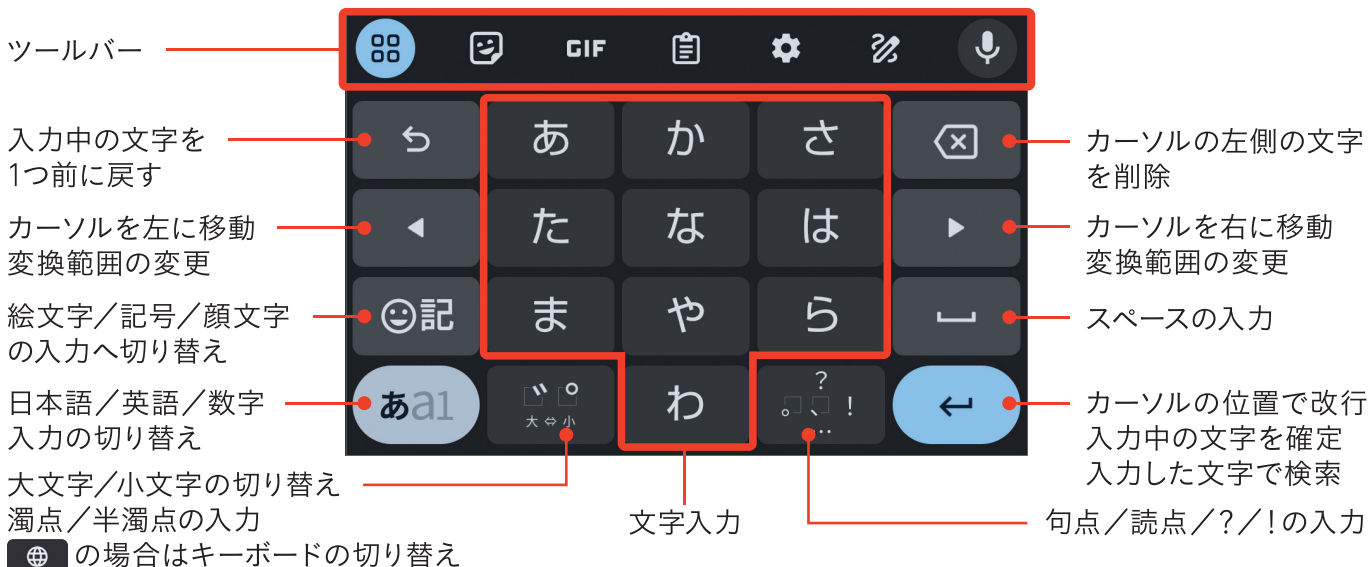 ツールバー
GIF
入力中の文字を
1つ前に戻す
あ か さ
カーソルの左側の文字
を削除
カーソルを左に移動
変換範囲の変更
た な は
カーソルを右に移動
変換範囲の変更
絵文字/記号/顔文字
の入力へ切り替え
記
ま や ら
スペースの入力
日本語/英語/数字
入力の切り替え
あa1
゛ ゜
大⇔小
わ
?
。、!
…
カーソルの位置で改行
入力中の文字を確定
入力した文字で検索
大文字/小文字の切り替え
濁点/半濁点の入力
の場合はキーボードの切り替え
文字入力
句点/読点/?/!の入力